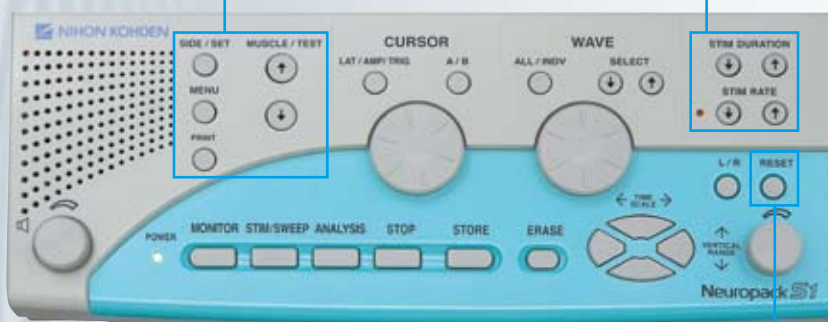 NIHON KOHDEN
SIDE / SET
MUSCLE / TEST
MENU
PRINT
CURSOR
LAT / AMP / TRIG
A / B
WAVE
ALL / INDV
SELECT
STIM DURATION
STIM RATE
L / R
RESET
TIME
SCALE
VERTICAL
RANGE
POWER
MONITOR
STIM/SWEEP
ANALYSIS
STOP
STORE
ERASE
Neuropack S1